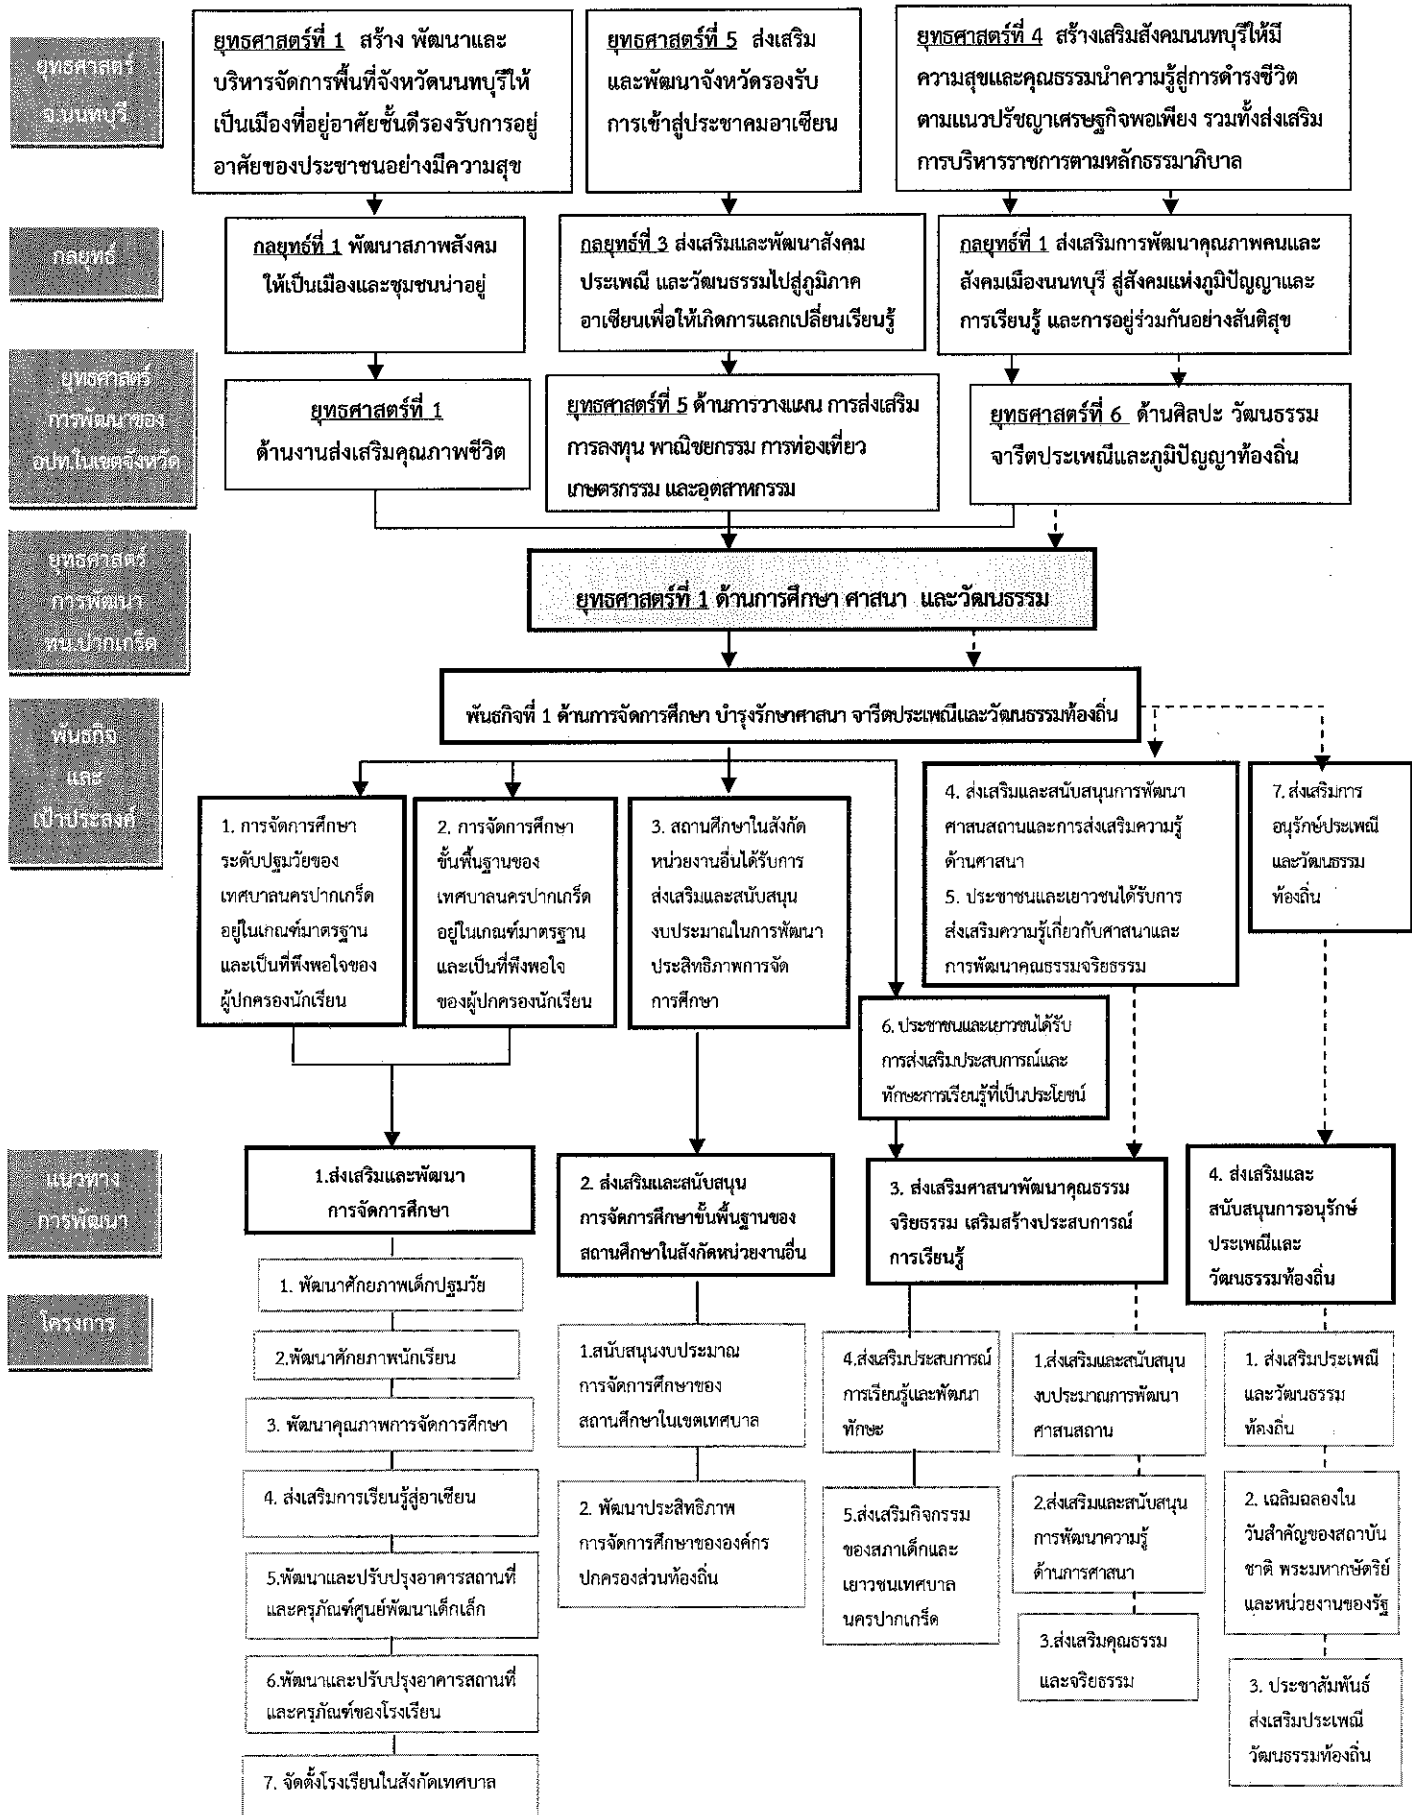 ยุทธศาสตร์
จ.นนทบุรี
ยุทธศาสตร์ที่ 1 สร้าง พัฒนาและ
บริหารจัดการพื้นที่จังหวัดนนทบุรีให้
เป็นเมืองที่อยู่อาศัยชั้นดีรองรับการอยู่
อาศัยของประชาชนอย่างมีความสุข
ยุทธศาสตร์ที่ 5 ส่งเสริม
และพัฒนาจังหวัดรองรับ
การเข้าสู่ประชาคมอาเซียน
ยุทธศาสตร์ที่ 4 สร้างเสริมสังคมนนทบุรีให้มี
ความสุขและคุณธรรมนำความรู้สู่การดำรงชีวิต
ตามแนวปรัชญาเศรษฐกิจพอเพียง รวมทั้งส่งเสริม
การบริหารราชการตามหลักธรรมาภิบาล
กลยุทธ์
กลยุทธ์ที่ 1 พัฒนาสภาพสังคม
ให้เป็นเมืองและชุมชนน่าอยู่
กลยุทธ์ที่ 3 ส่งเสริมและพัฒนาสังคม
ประเพณี และวัฒนธรรมไปสู่ภูมิภาค
อาเซียนเพื่อให้เกิดการแลกเปลี่ยนเรียนรู้
กลยุทธ์ที่ 1 ส่งเสริมการพัฒนาคุณภาพคนและ
สังคมเมืองนนทบุรี สู่สังคมแห่งภูมิปัญญาและ
การเรียนรู้ และการอยู่ร่วมกันอย่างสันติสุข
ยุทธศาสตร์
การพัฒนาของ
อปท.ในเขตจังหวัด
ยุทธศาสตร์ที่ 1
ด้านงานส่งเสริมคุณภาพชีวิต
ยุทธศาสตร์ที่ 5 ด้านการวางแผน การส่งเสริม
การลงทุน พาณิชยกรรม การท่องเที่ยว
เกษตรกรรม และอุตสาหกรรม
ยุทธศาสตร์ที่ 6 ด้านศิลปะ วัฒนธรรม
จารีตประเพณีและภูมิปัญญาท้องถิ่น
ยุทธศาสตร์
การพัฒนา
ทน.ปากเกร็ด
ยุทธศาสตร์ที่ 1 ด้านการศึกษา ศาสนา และวัฒนธรรม
พันธกิจ
และ
เป้าประสงค์
พันธกิจที่ 1 ด้านการจัดการศึกษา บำรุงรักษาศาสนา จารีตประเพณีและวัฒนธรรมท้องถิ่น
1. การจัดการศึกษา
ระดับปฐมวัยของ
เทศบาลนครปากเกร็ด
อยู่ในเกณฑ์มาตรฐาน
และเป็นที่พึงพอใจของ
ผู้ปกครองนักเรียน
2. การจัดการศึกษา
ขั้นพื้นฐานของ
เทศบาลนครปากเกร็ด
อยู่ในเกณฑ์มาตรฐาน
และเป็นที่พึงพอใจ
ของผู้ปกครองนักเรียน
3. สถานศึกษาในสังกัด
หน่วยงานอื่นได้รับการ
ส่งเสริมและสนับสนุน
งบประมาณในการพัฒนา
ประสิทธิภาพการจัด
การศึกษา
4. ส่งเสริมและสนับสนุนการพัฒนา
ศาสนสถานและการส่งเสริมความรู้
ด้านศาสนา
5. ประชาชนและเยาวชนได้รับการ
ส่งเสริมความรู้เกี่ยวกับศาสนาและ
การพัฒนาคุณธรรมจริยธรรม
7. ส่งเสริมการ
อนุรักษ์ประเพณี
และวัฒนธรรม
ท้องถิ่น
6. ประชาชนและเยาวชนได้รับ
การส่งเสริมประสบการณ์และ
ทักษะการเรียนรู้ที่เป็นประโยชน์
แนวทาง
การพัฒนา
1.ส่งเสริมและพัฒนา
การจัดการศึกษา
2. ส่งเสริมและสนับสนุน
การจัดการศึกษาขั้นพื้นฐานของ
สถานศึกษาในสังกัดหน่วยงานอื่น
3. ส่งเสริมศาสนาพัฒนาคุณธรรม
จริยธรรม เสริมสร้างประสบการณ์
การเรียนรู้
4. ส่งเสริมและ
สนับสนุนการอนุรักษ์
ประเพณีและ
วัฒนธรรมท้องถิ่น
โครงการ
1. พัฒนาศักยภาพเด็กปฐมวัย
2.พัฒนาศักยภาพนักเรียน
3. พัฒนาคุณภาพการจัดการศึกษา
4. ส่งเสริมการเรียนรู้สู่อาเซียน
5.พัฒนาและปรับปรุงอาคารสถานที่
และครุภัณฑ์ศูนย์พัฒนาเด็กเล็ก
6.พัฒนาและปรับปรุงอาคารสถานที่
และครุภัณฑ์ของโรงเรียน
7. จัดตั้งโรงเรียนในสังกัดเทศบาล
1.สนับสนุนงบประมาณ
การจัดการศึกษาของ
สถานศึกษาในเขตเทศบาล
2. พัฒนาประสิทธิภาพ
การจัดการศึกษาขององค์กร
ปกครองส่วนท้องถิ่น
4.ส่งเสริมประสบการณ์
การเรียนรู้และพัฒนา
ทักษะ
5.ส่งเสริมกิจกรรม
ของสภาเด็กและ
เยาวชนเทศบาล
นครปากเกร็ด
1.ส่งเสริมและสนับสนุน
งบประมาณการพัฒนา
ศาสนสถาน
2.ส่งเสริมและสนับสนุน
การพัฒนาความรู้
ด้านการศาสนา
3.ส่งเสริมคุณธรรม
และจริยธรรม
1. ส่งเสริมประเพณี
และวัฒนธรรม
ท้องถิ่น
2. เฉลิมฉลองใน
วันสำคัญของสถาบัน
ชาติ พระมหากษัตริย์
และหน่วยงานของรัฐ
3. ประชาสัมพันธ์
ส่งเสริมประเพณี
วัฒนธรรมท้องถิ่น